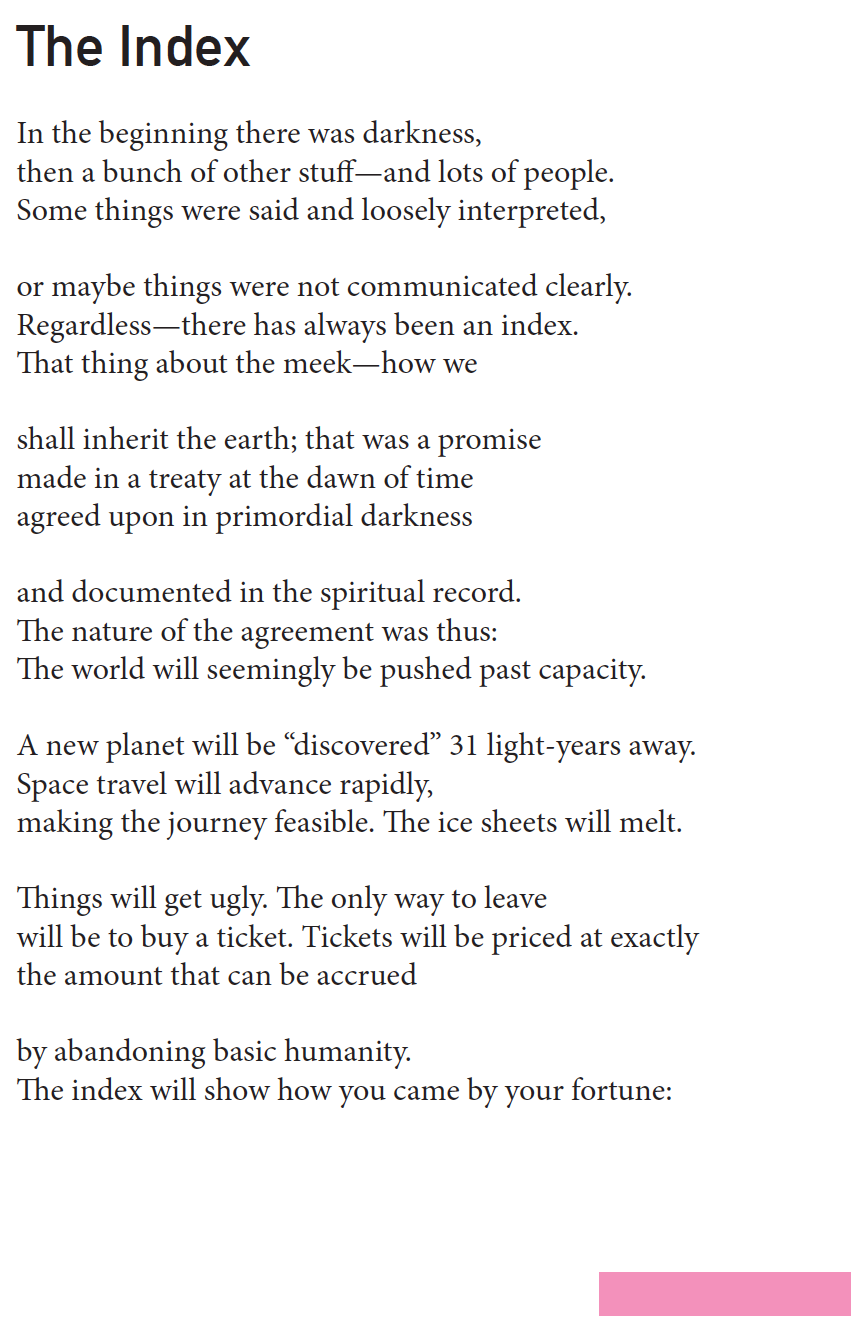 The Index
In the beginning there was darkness,
then a bunch of other stuff—and lots of people.
Some things were said and loosely interpreted,
or maybe things were not communicated clearly.
Regardless—there has always been an index.
That thing about the meek—how we
shall inherit the earth; that was a promise
made in a treaty at the dawn of time
agreed upon in primordial darkness
and documented in the spiritual record.
The nature of the agreement was thus:
The world will seemingly be pushed past capacity.
A new planet will be “discovered” 31 light-years away.
Space travel will advance rapidly,
making the journey feasible. The ice sheets will melt.
Things will get ugly. The only way to leave
will be to buy a ticket. Tickets will be priced at exactly
the amount that can be accrued
by abandoning basic humanity.
The index will show how you came by your fortune: